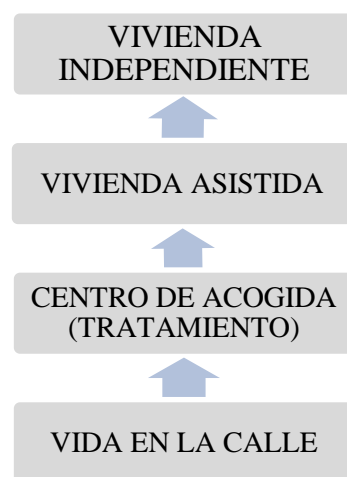 VIVIENDA
INDEPENDIENTE
VIVIENDA ASISTIDA
CENTRO DE ACOGIDA
(TRATAMIENTO)
VIDA EN LA CALLE